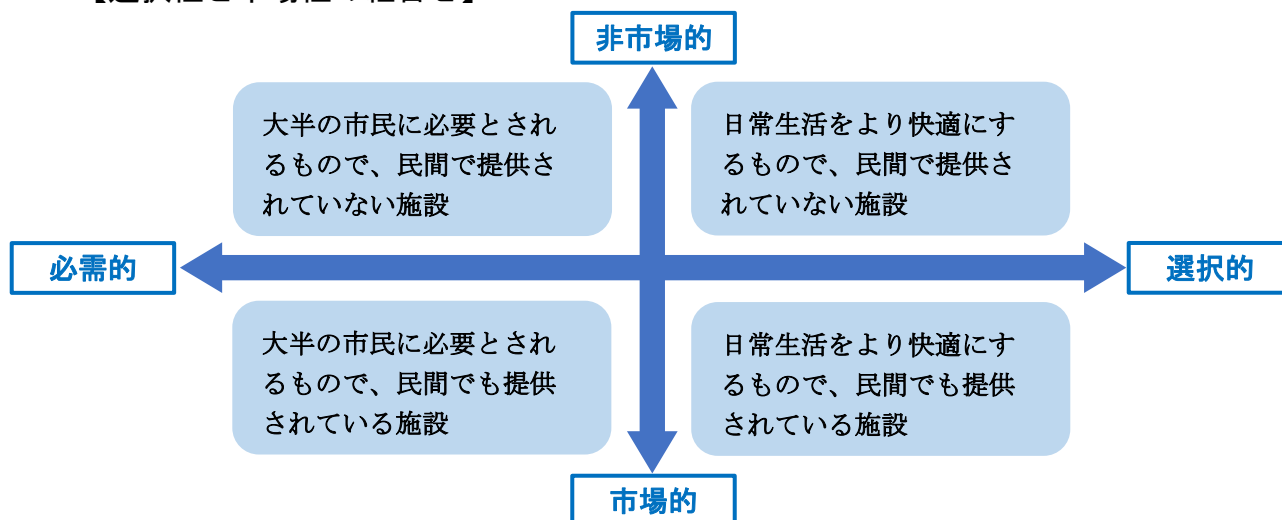 非市場的
大半の市民に必要とされ
るもので、民間で提供さ
れていない施設
日常生活をより快適にす
るもので、民間で提供さ
れていない施設
必需的
選択的
大半の市民に必要とされ
るもので、民間でも提供
されている施設
日常生活をより快適にす
るもので、民間でも提供
されている施設
市場的